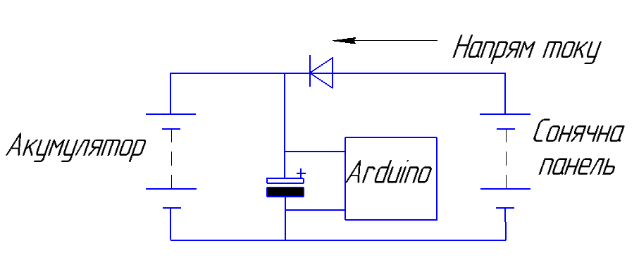 Напрям току
Акумулятор
+
Arduino
Сонячна
панель